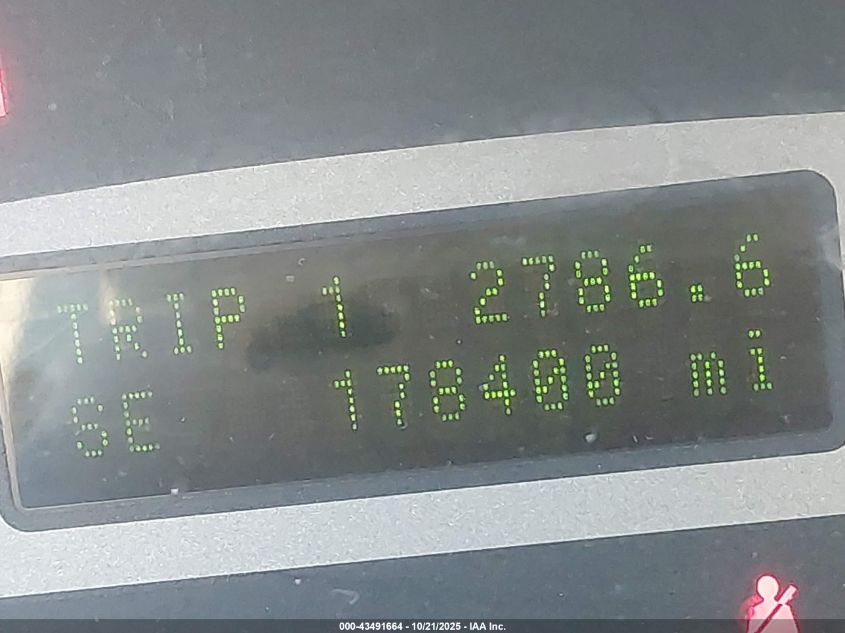 TRIP 1 2786.6
SE 178400 mi
000-43491664 - 10/21/2025 - IAA Inc.